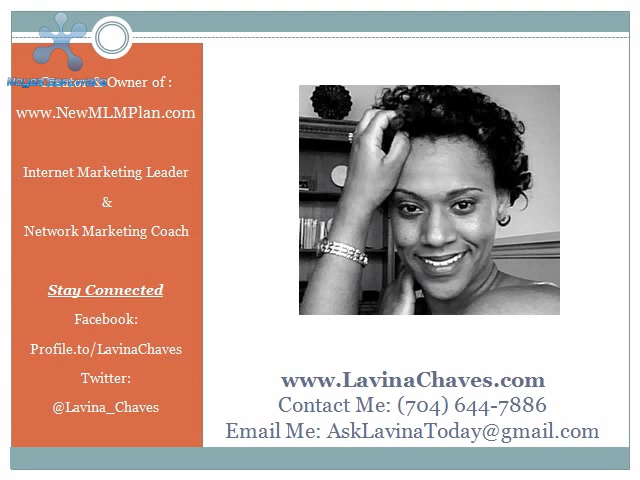 Creator & Owner of :
www.NewMLMPlan.com
Internet Marketing Leader
&
Network Marketing Coach
Stay Connected
Facebook:
Profile.to/LavinaChaves
Twitter:
@Lavina_Chaves
www.LavinaChaves.com
Contact Me: (704) 644-7886
Email Me: AskLavinaToday@gmail.com